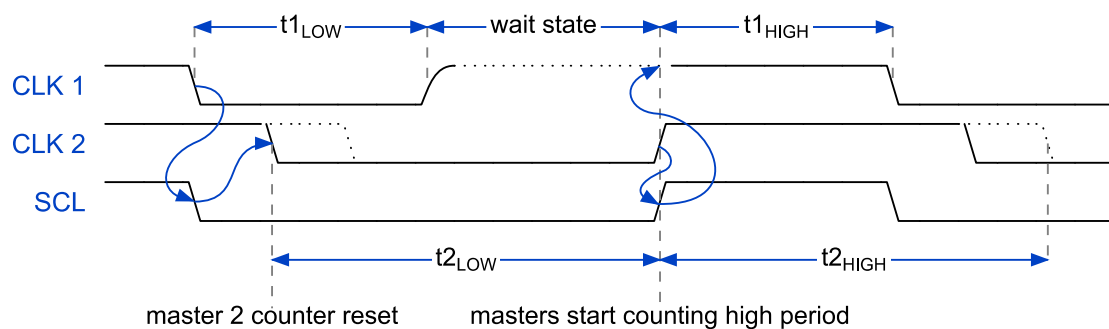 t1LOW wait state t1HIGH
CLK 1
CLK 2
SCL
t2LOW t2HIGH
master 2 counter reset masters start counting high period